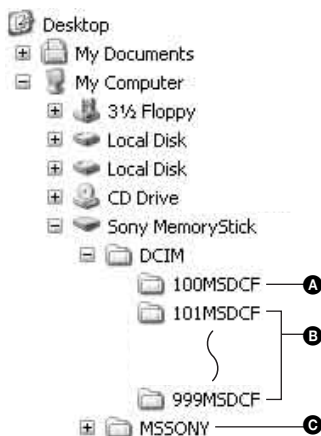 Desktop
My Documents
My Computer
3½ Floppy
Local Disk
Local Disk
CD Drive
Sony MemoryStick
DCIM
100MSDCF A
101MSDCF
B
999MSDCF
MSSONY C